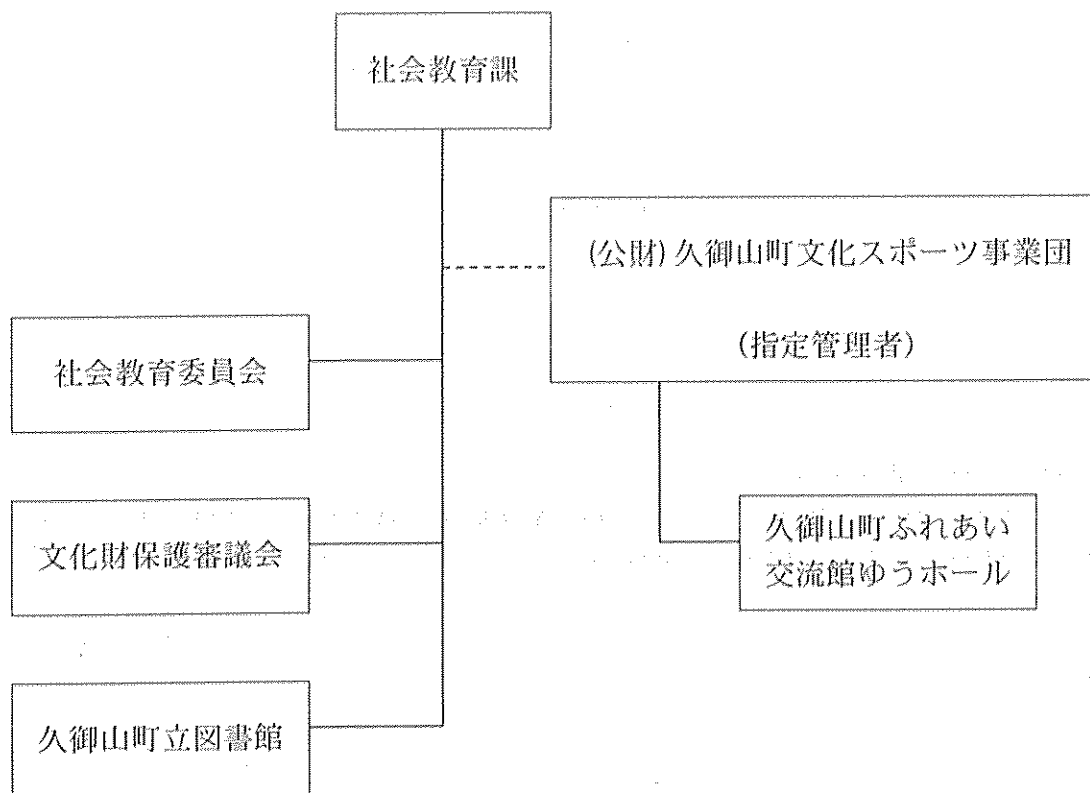 社会教育課
(公財)久御山町文化スポーツ事業団
(指定管理者)
社会教育委員会
文化財保護審議会
久御山町ふれあい
交流館ゆうホール
久御山町立図書館